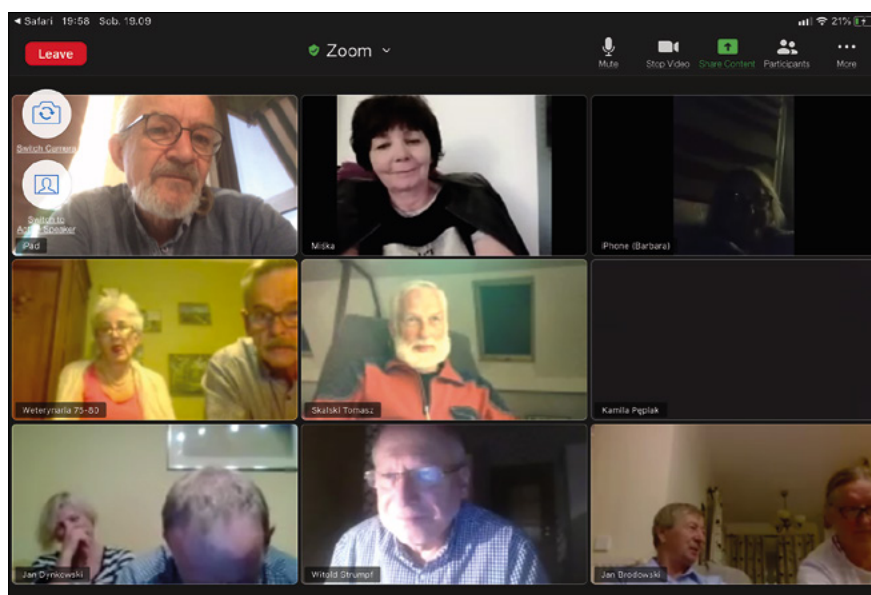 ◄ Safari 19:58 Sob. 19.09
21%
Leave
Zoom
Mute
Stop Video
Share Content
Participants
More
Switch Camera
Switch to
Active Speaker
iPad
Miśka
iPhone (Barbara)
Weterynaria 75-80
Skalski Tomasz
Kamila Pęplak
Jan Dynkowski
Witold Strumpf
Jan Brodowski